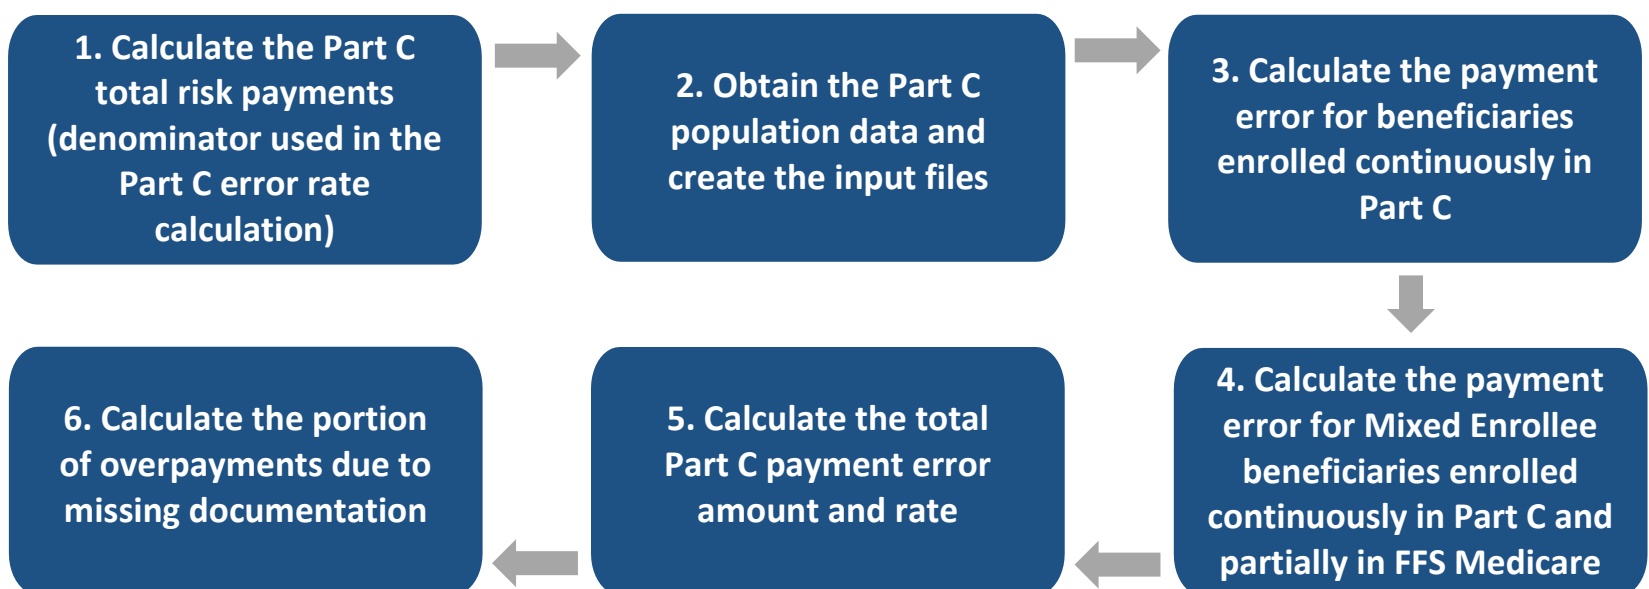 1. Calculate the Part C
total risk payments
(denominator used in the
Part C error rate
calculation)
2. Obtain the Part C
population data and
create the input files
3. Calculate the payment
error for beneficiaries
enrolled continuously in
Part C
4. Calculate the payment
error for Mixed Enrollee
beneficiaries enrolled
continuously in Part C and
partially in FFS Medicare
5. Calculate the total
Part C payment error
amount and rate
6. Calculate the portion
of overpayments due to
missing documentation